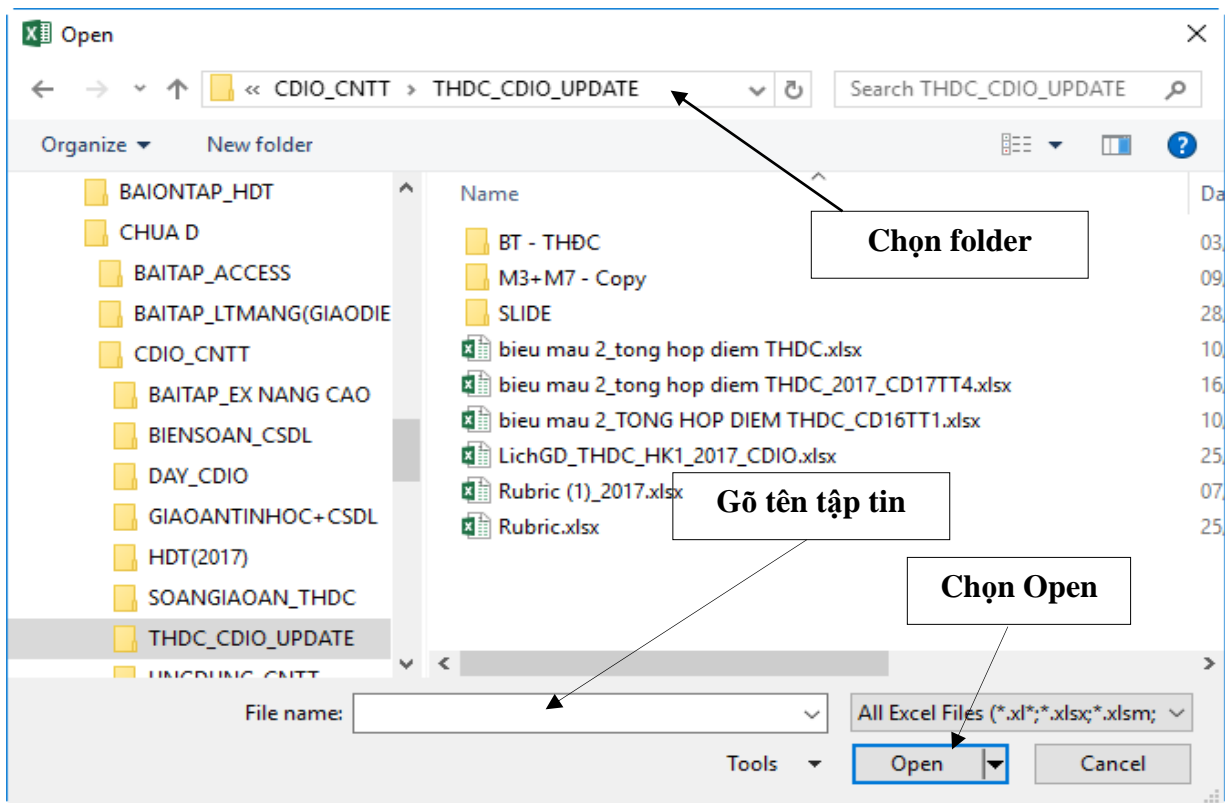 Open
« CDIO_CNTT › THDC_CDIO_UPDATE
Search THDC_CDIO_UPDATE
Organize
New folder
?
BAIONTAP_HDT
CHUA D
BAITAP_ACCESS
BAITAP_LTMANG(GIAODIE
CDIO_CNTT
BAITAP_EX NANG CAO
BIENSOAN_CSDL
DAY_CDIO
GIAOANTINHOC+CSDL
HDT(2017)
SOANGIAOAN_THDC
THDC_CDIO_UPDATE
UNGDUNG_CNTT
Name
Da
BT - THĐC
03,
M3+M7 - Copy
09,
SLIDE
28,
bieu mau 2_tong hop diem THDC.xlsx
10,
bieu mau 2_tong hop diem THDC_2017_CD17TT4.xlsx
16,
bieu mau 2_TONG HOP DIEM THDC_CD16TT1.xlsx
10,
LichGD_THDC_HK1_2017_CDIO.xlsx
25,
Rubric (1)_2017.xlsx
07,
Rubric.xlsx
25,
Chọn folder
Gõ tên tập tin
Chọn Open
File name:
All Excel Files (*.xl*;*.xlsx;*.xlsm;
Tools
Open
Cancel